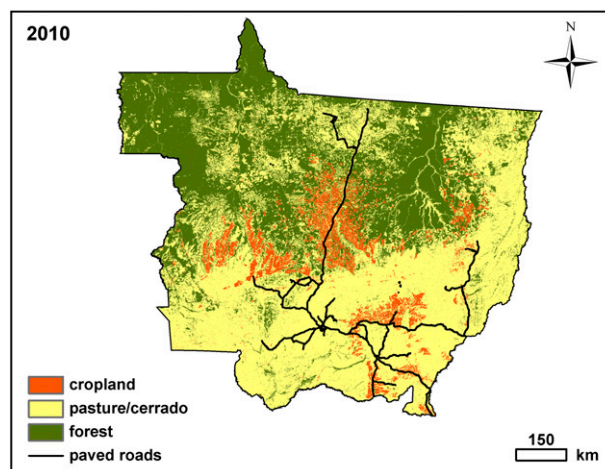 2010
N
cropland
pasture/cerrado
forest
paved roads
150
km